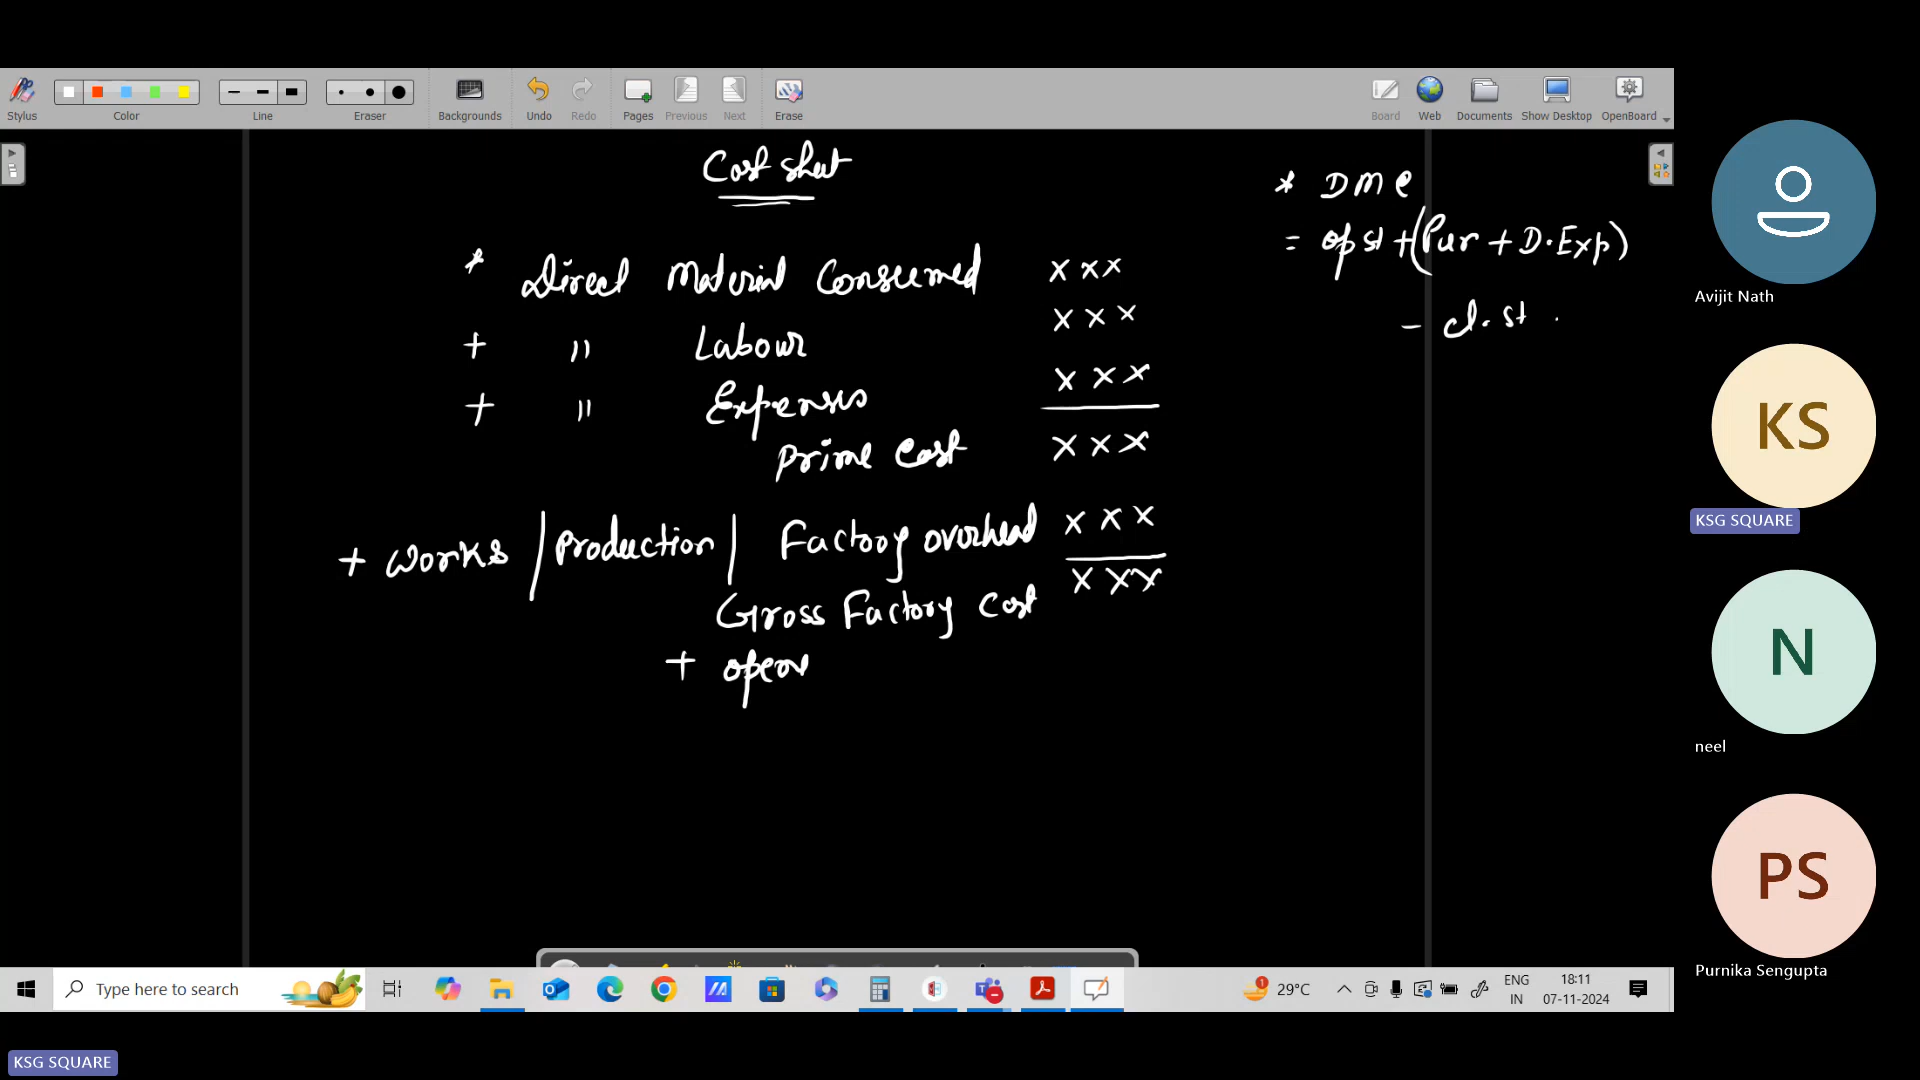 Stylus
Color
Line
Eraser
Backgrounds
Undo
Redo
Pages
Previous
Next
Erase
Board
Web
Documents
Show Desktop
OpenBoard
Cost sheet
* Direct Material Consumed xxx
+ " Labour xxx
+ " Expenses xxx
Prime Cost xxx
+ Works / Production / Factory overhead xxx
Gross Factory Cost xxx
+ open
* DMC
= op st + (Pur + D.Exp)
- cl. st .
Avijit Nath
KS
KSG SQUARE
N
neel
PS
Purnika Sengupta
Type here to search
1
29°C
ENG
IN
18:11
07-11-2024
KSG SQUARE